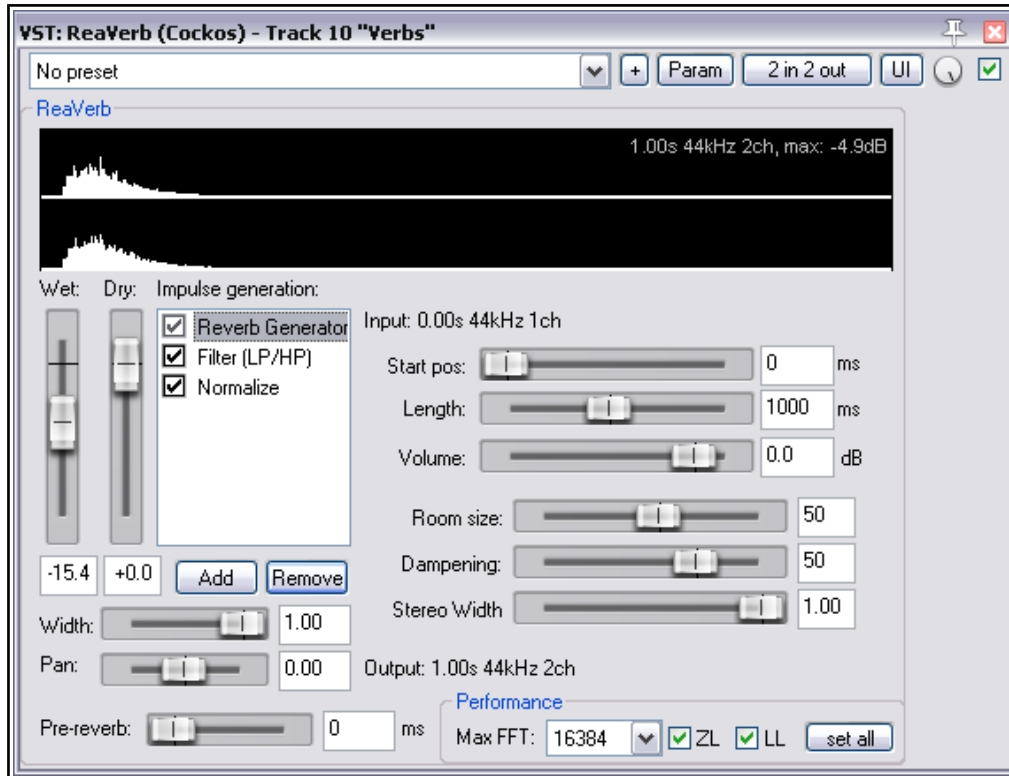 VST: ReaVerb (Cockos) - Track 10 "Verbs"
No preset + Param 2 in 2 out UI
ReaVerb
1.00s 44kHz 2ch, max: -4.9dB
Wet: Dry: Impulse generation:
Reverb Generator
Filter (LP/HP)
Normalize
Input: 0.00s 44kHz 1ch
Start pos: 0 ms
Length: 1000 ms
Volume: 0.0 dB
Room size: 50
Dampening: 50
Stereo Width 1.00
-15.4 +0.0 Add Remove
Width: 1.00
Pan: 0.00
Output: 1.00s 44kHz 2ch
Pre-reverb: 0 ms
Performance
Max FFT: 16384 ZL LL set all